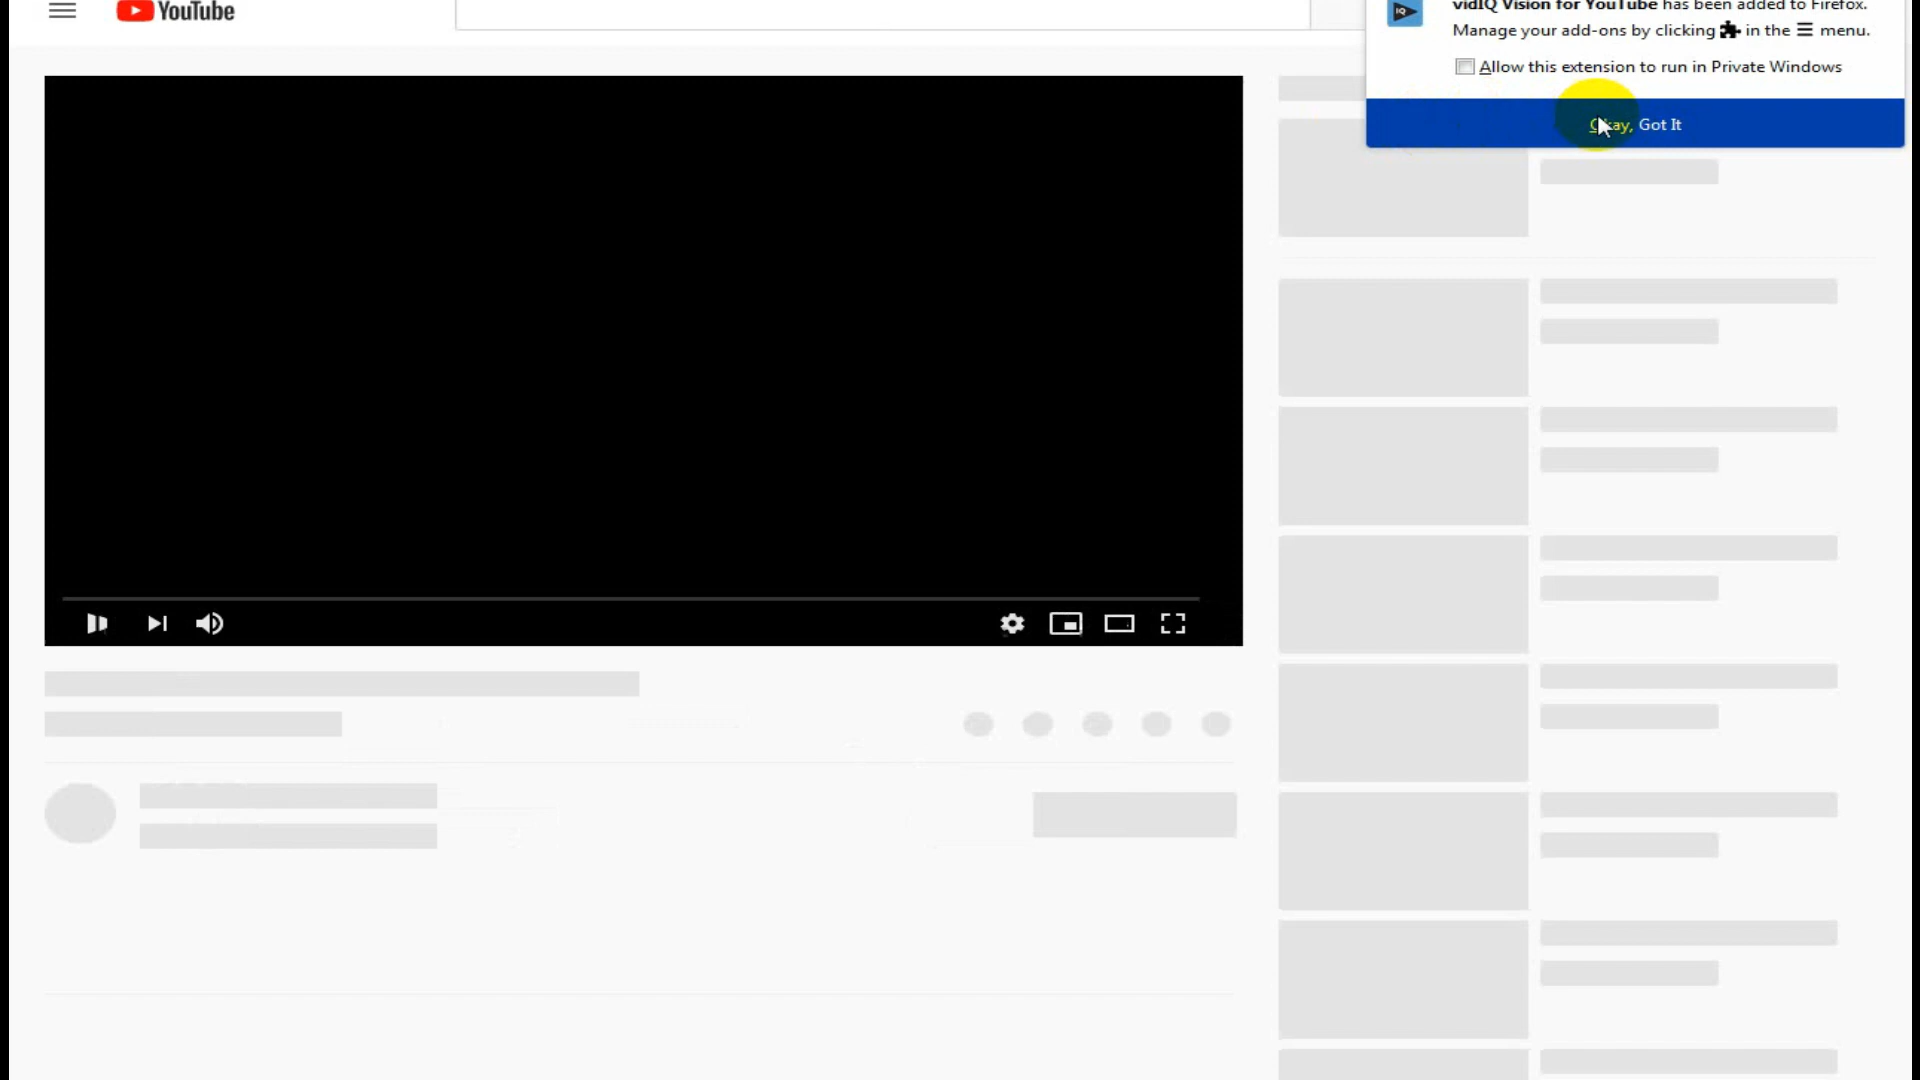 YouTube
vidIQ Vision for YouTube has been added to Firefox.
Manage your add-ons by clicking in the menu.
Allow this extension to run in Private Windows
Okay, Got It
IQ